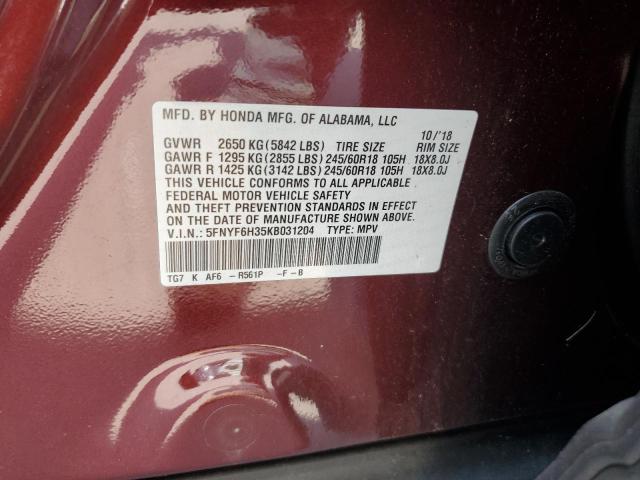 MFD. BY HONDA MFG. OF ALABAMA, LLC
10/'18
GVWR 2650 KG(5842 LBS) TIRE SIZE RIM SIZE
GAWR F 1295 KG(2855 LBS) 245/60R18 105H 18X8.0J
GAWR R 1425 KG(3142 LBS) 245/60R18 105H 18X8.0J
THIS VEHICLE CONFORMS TO ALL APPLICABLE
FEDERAL MOTOR VEHICLE SAFETY
AND THEFT PREVENTION STANDARDS IN EFFECT
ON THE DATE OF MANUFACTURE SHOWN ABOVE.
V.I.N.: 5FNYF6H35KB031204 TYPE: MPV
TG7 K AF6 -R561P -F-B